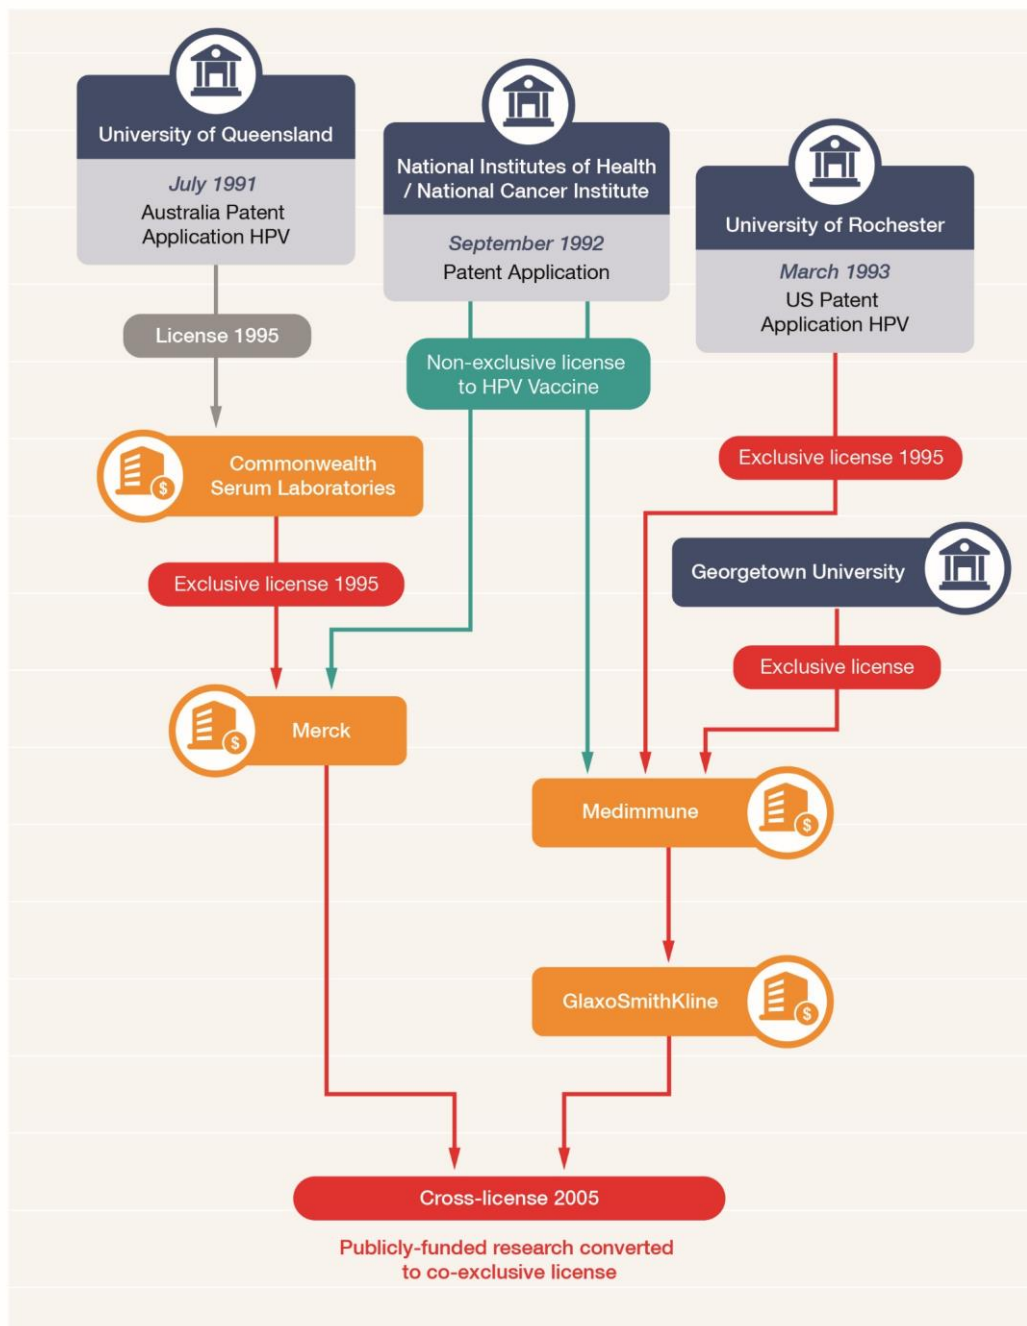 University of Queensland
July 1991
Australia Patent
Application HPV
National Institutes of Health
/ National Cancer Institute
September 1992
Patent Application
University of Rochester
March 1993
US Patent
Application HPV
License 1995
Non-exclusive license
to HPV Vaccine
Exclusive license 1995
Commonwealth
Serum Laboratories
$
Exclusive license 1995
Georgetown University
Exclusive license
Merck
$
Medimmune
$
GlaxoSmithKline
$
Cross-license 2005
Publicly-funded research converted
to co-exclusive license